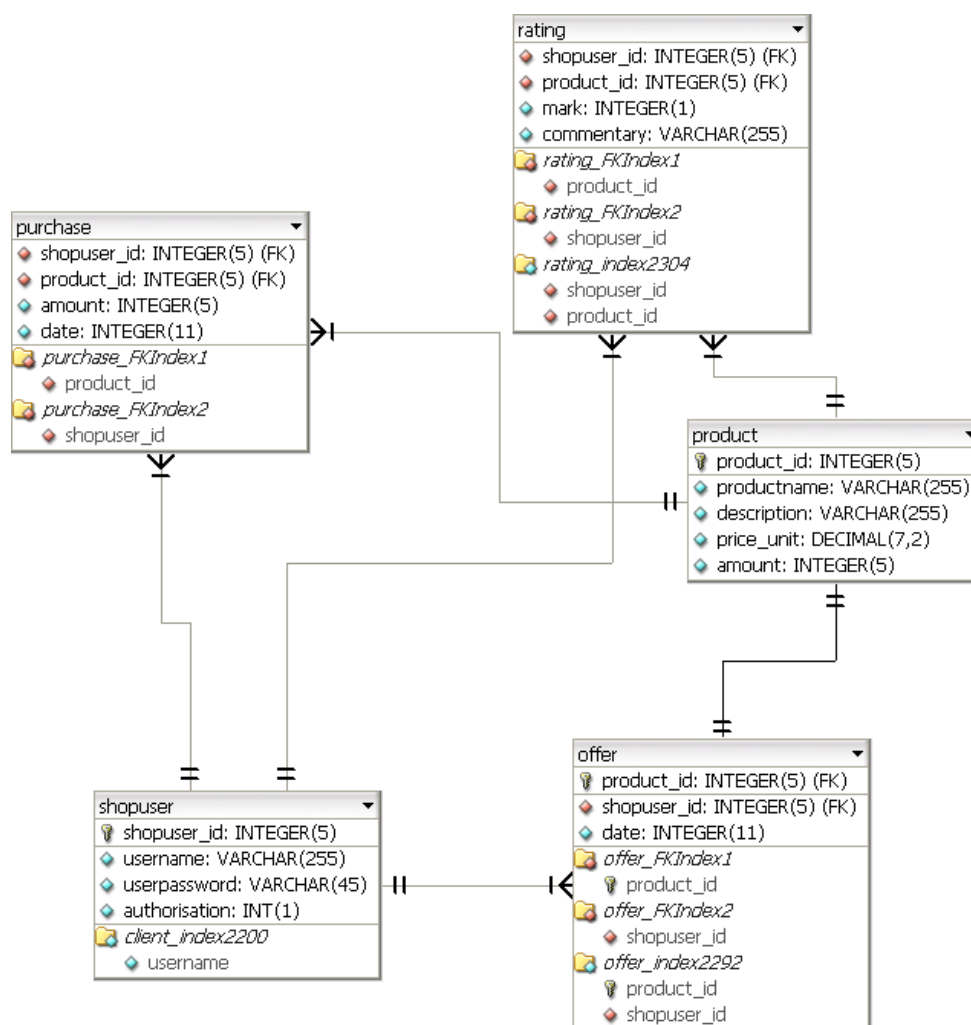 rating
shopuser_id: INTEGER(5) (FK)
product_id: INTEGER(5) (FK)
mark: INTEGER(1)
commentary: VARCHAR(255)
rating_FKIndex1
product_id
rating_FKIndex2
shopuser_id
rating_index2304
shopuser_id
product_id
purchase
shopuser_id: INTEGER(5) (FK)
product_id: INTEGER(5) (FK)
amount: INTEGER(5)
date: INTEGER(11)
purchase_FKIndex1
product_id
purchase_FKIndex2
shopuser_id
product
product_id: INTEGER(5)
productname: VARCHAR(255)
description: VARCHAR(255)
price_unit: DECIMAL(7,2)
amount: INTEGER(5)
shopuser
shopuser_id: INTEGER(5)
username: VARCHAR(255)
userpassword: VARCHAR(45)
authorisation: INT(1)
client_index2200
username
offer
product_id: INTEGER(5) (FK)
shopuser_id: INTEGER(5) (FK)
date: INTEGER(11)
offer_FKIndex1
product_id
offer_FKIndex2
shopuser_id
offer_index2292
product_id
shopuser_id